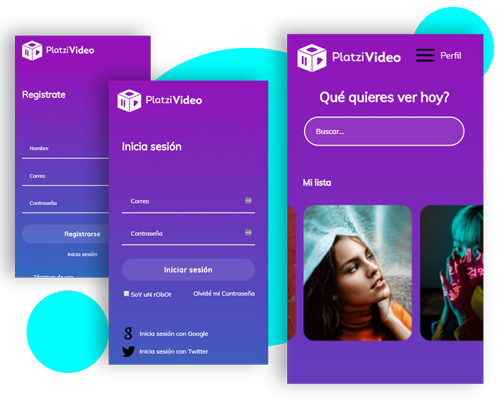 PlatziVideo
Registrate
Nombre
Correo
Contraseña
Registrarse
Inicia sesión
Términos de uso
PlatziVideo
Inicia sesión
Correo
Contraseña
Iniciar sesión
SoY uN rObOt
Olvidé mi Contraseña
Inicia sesión con Google
Inicia sesión con Twitter
PlatziVideo
Perfil
Qué quieres ver hoy?
Buscar...
Mi lista